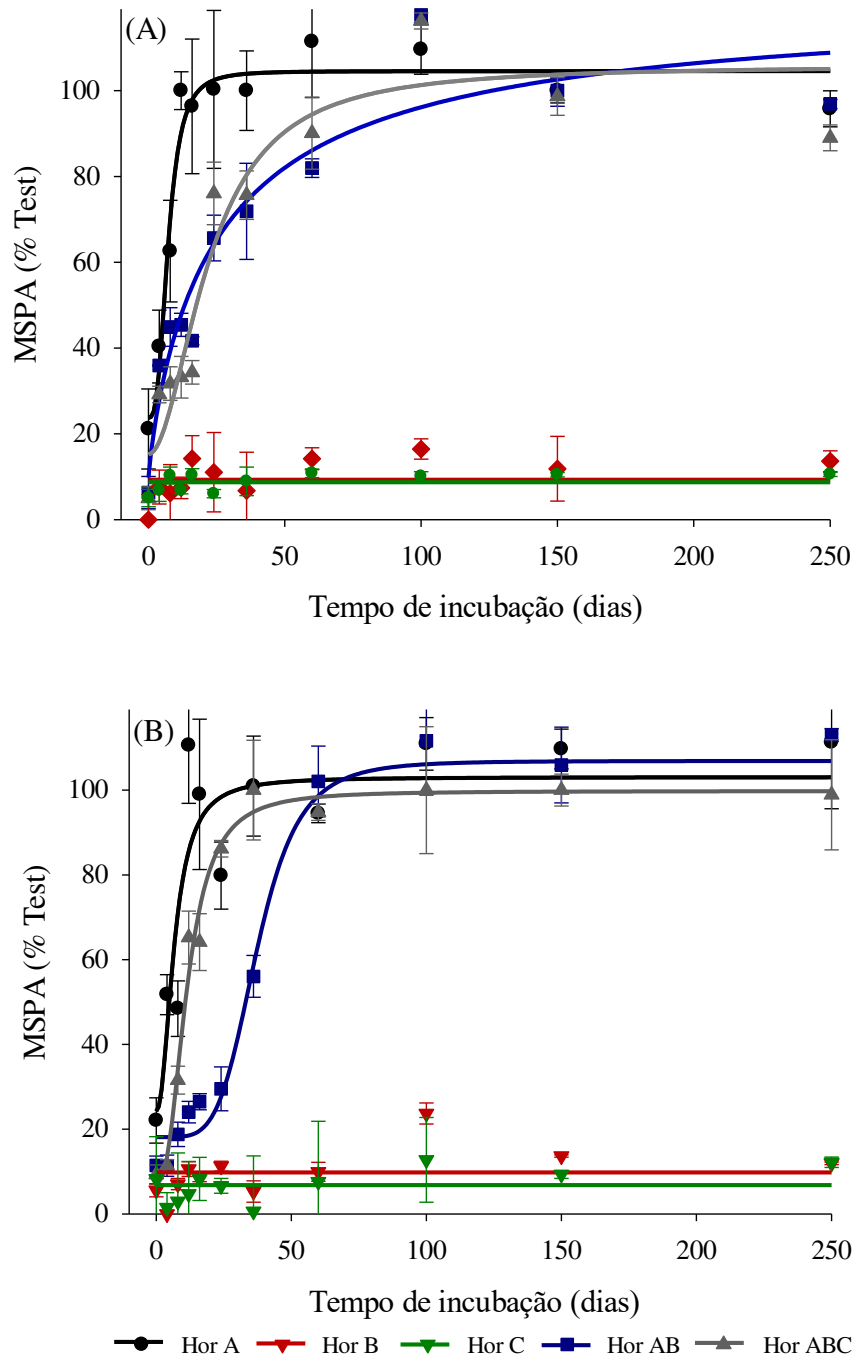 (A)
MSPA (% Test)
100
80
60
40
20
0
0 50 100 150 200 250
Tempo de incubação (dias)
(B)
MSPA (% Test)
100
80
60
40
20
0
0 50 100 150 200 250
Tempo de incubação (dias)
Hor A Hor B Hor C Hor AB Hor ABC